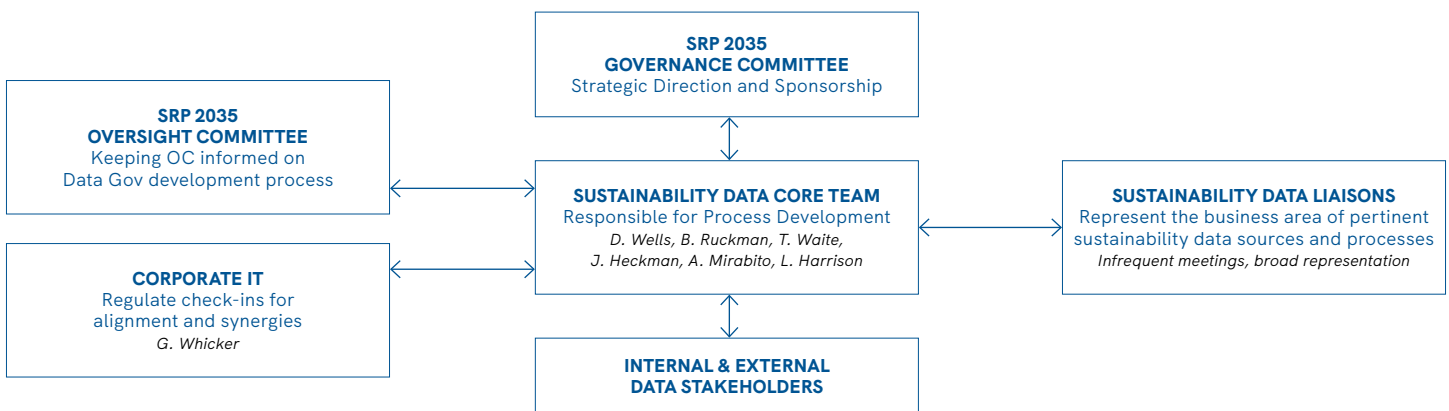 SRP 2035
GOVERNANCE COMMITTEE
Strategic Direction and Sponsorship
SRP 2035
OVERSIGHT COMMITTEE
Keeping OC informed on
Data Gov development process
SUSTAINABILITY DATA CORE TEAM
Responsible for Process Development
D. Wells, B. Ruckman, T. Waite,
J. Heckman, A. Mirabito, L. Harrison
SUSTAINABILITY DATA LIAISONS
Represent the business area of pertinent
sustainability data sources and processes
Infrequent meetings, broad representation
CORPORATE IT
Regulate check-ins for
alignment and synergies
G. Whicker
INTERNAL & EXTERNAL
DATA STAKEHOLDERS